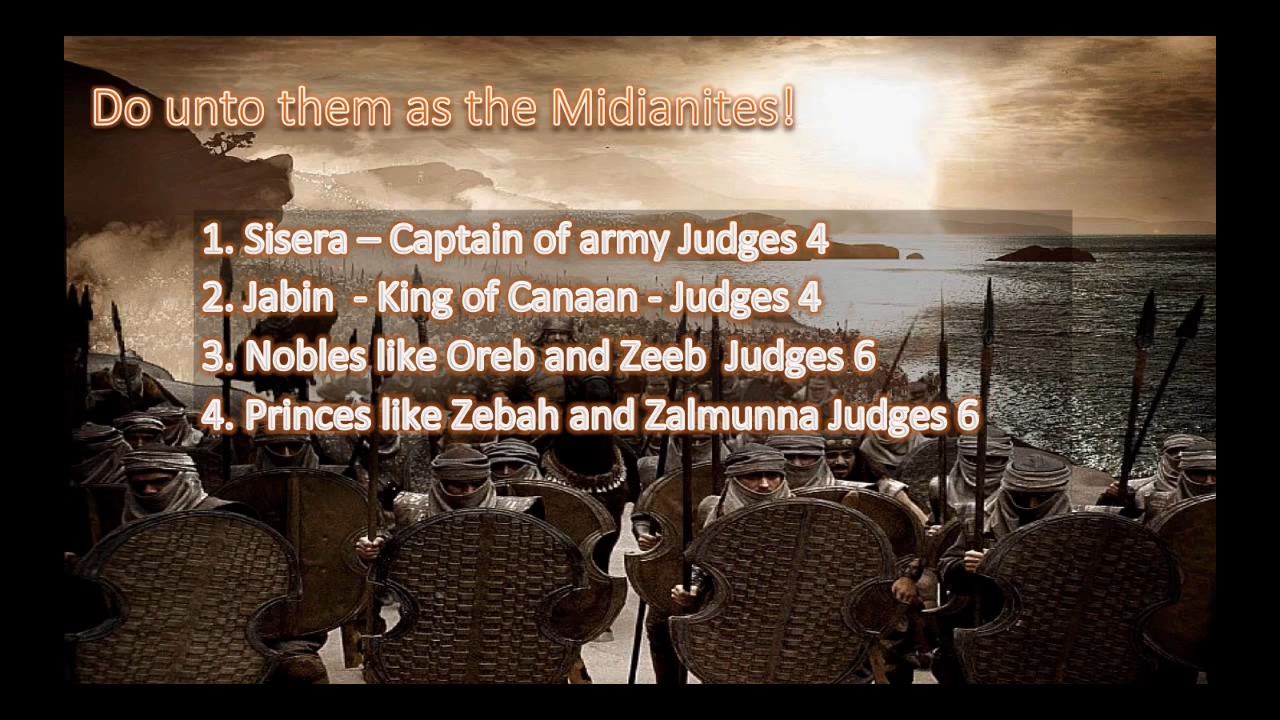 Do unto them as the Midianites!
1. Sisera – Captain of army Judges 4
2. Jabin  - King of Canaan - Judges 4
3. Nobles like Oreb and Zeeb  Judges 6
4. Princes like Zebah and Zalmunna Judges 6